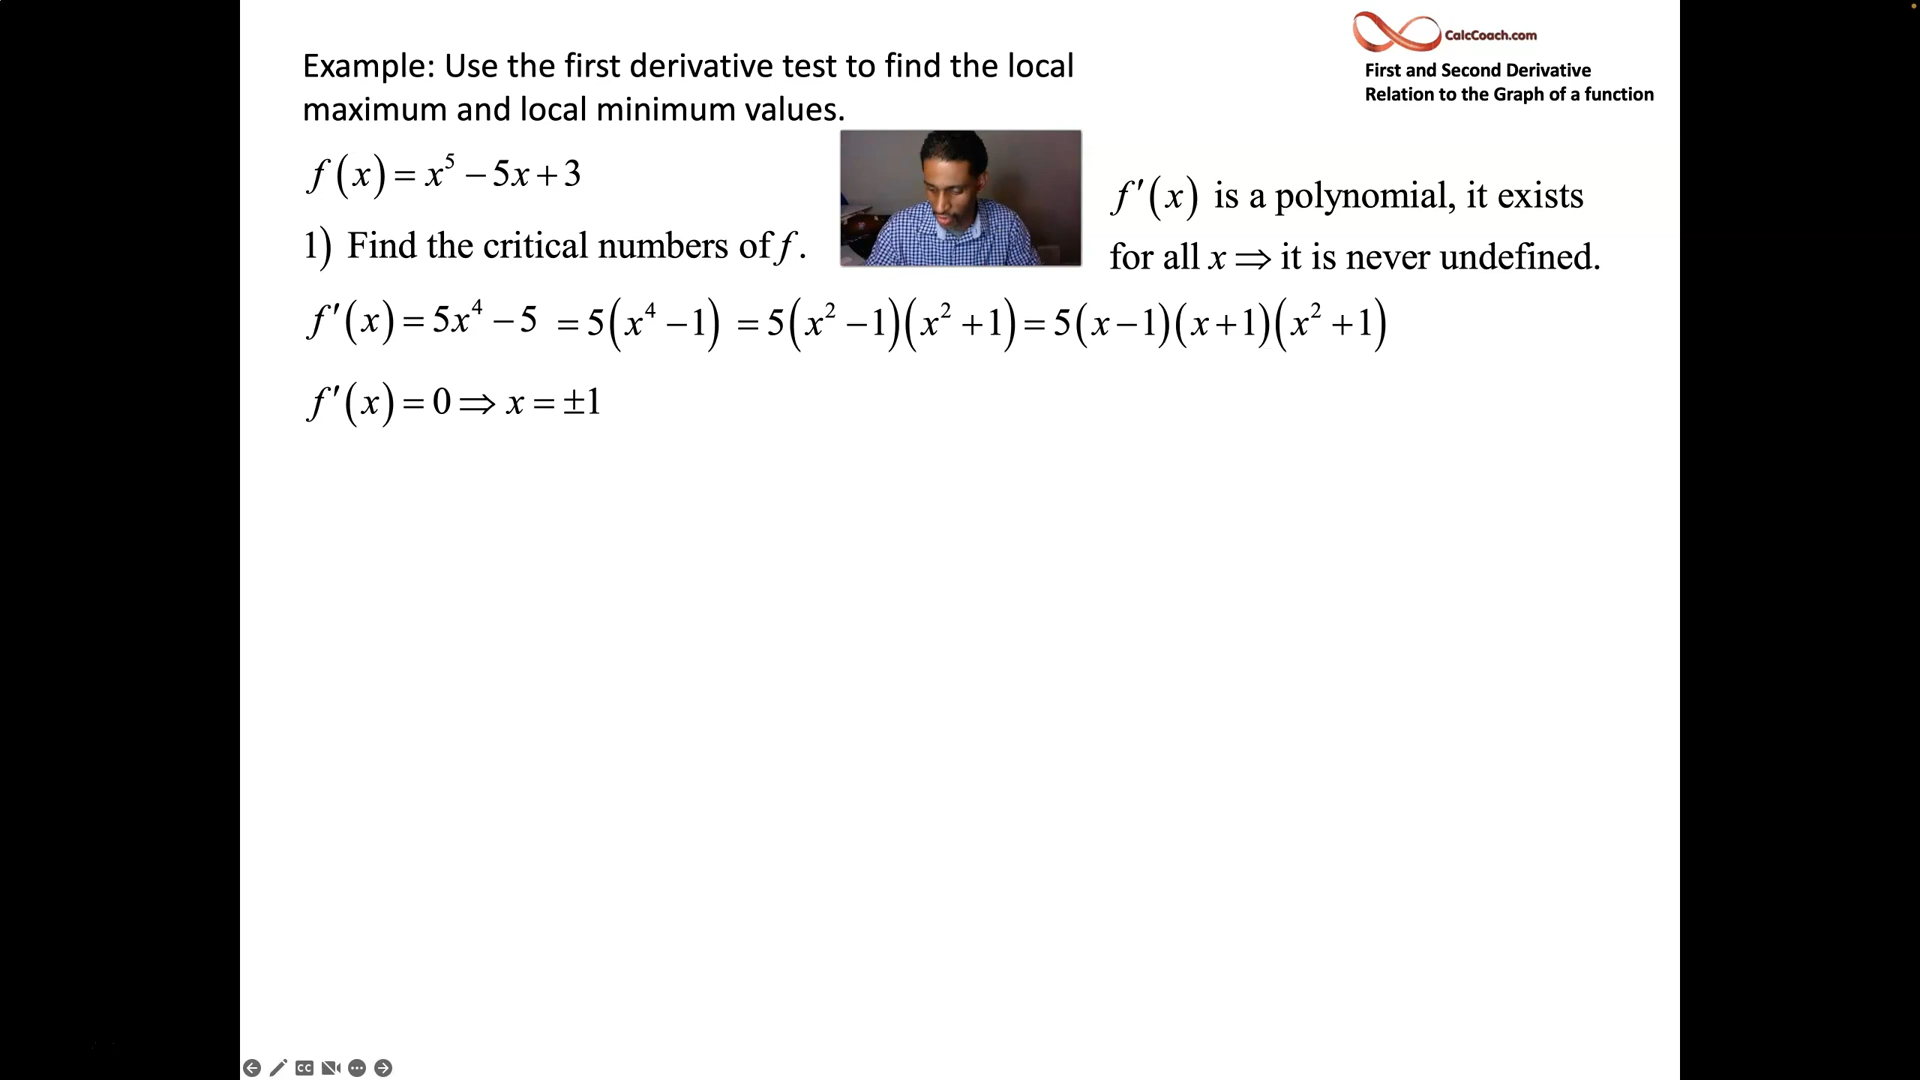 CalcCoach.com
First and Second Derivative
Relation to the Graph of a function
Example: Use the first derivative test to find the local
maximum and local minimum values.
f(x) = x⁵ − 5x + 3
1) Find the critical numbers of f.
f′(x) is a polynomial, it exists
for all x ⇒ it is never undefined.
f′(x) = 5x⁴ − 5 = 5(x⁴ − 1) = 5(x² − 1)(x² + 1) = 5(x − 1)(x + 1)(x² + 1)
f′(x) = 0 ⇒ x = ±1
CC